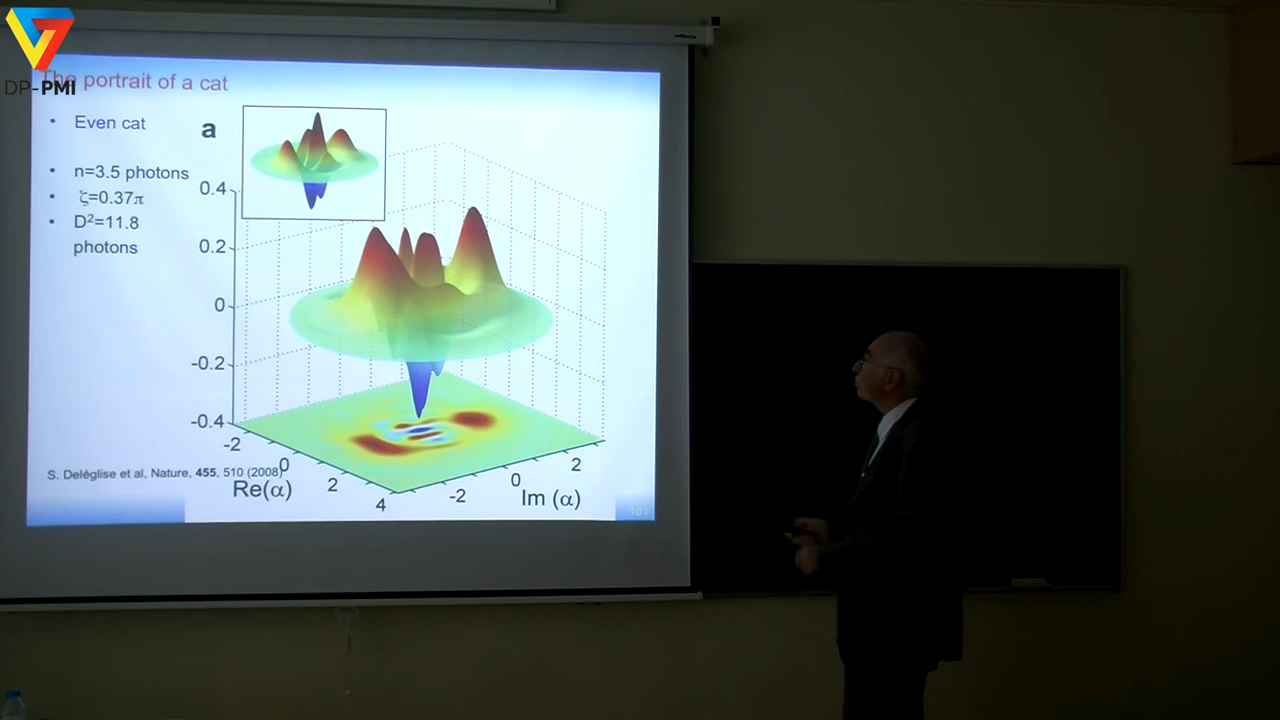 DP-PMI
reflecta
The portrait of a cat
• Even cat
• n=3.5 photons
• ζ=0.37π
• D²=11.8
photons
a
0.4
0.2
0
-0.2
-0.4
-2
0
2
4
Re(α)
-2
0
2
Im (α)
S. Deléglise et al, Nature, 455, 510 (2008)
101